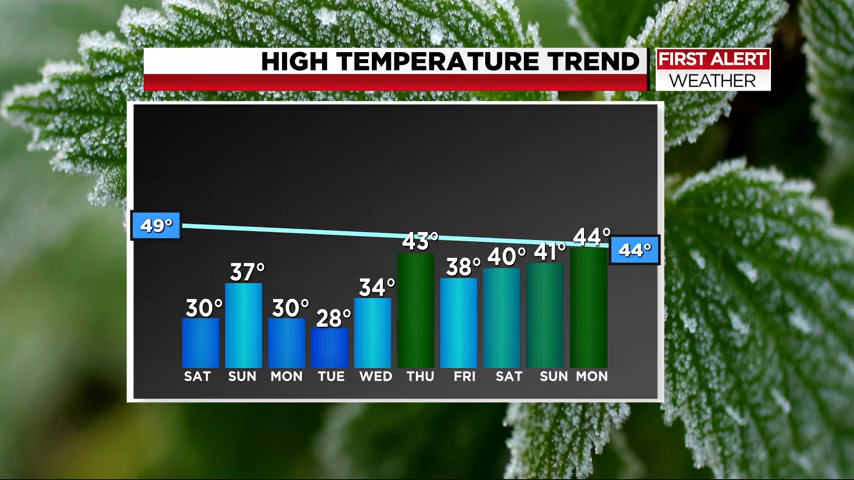 HIGH TEMPERATURE TREND
FIRST ALERT
WEATHER
49°
44°
30° 37° 30° 28° 34° 43° 38° 40° 41° 44°
SAT SUN MON TUE WED THU FRI SAT SUN MON